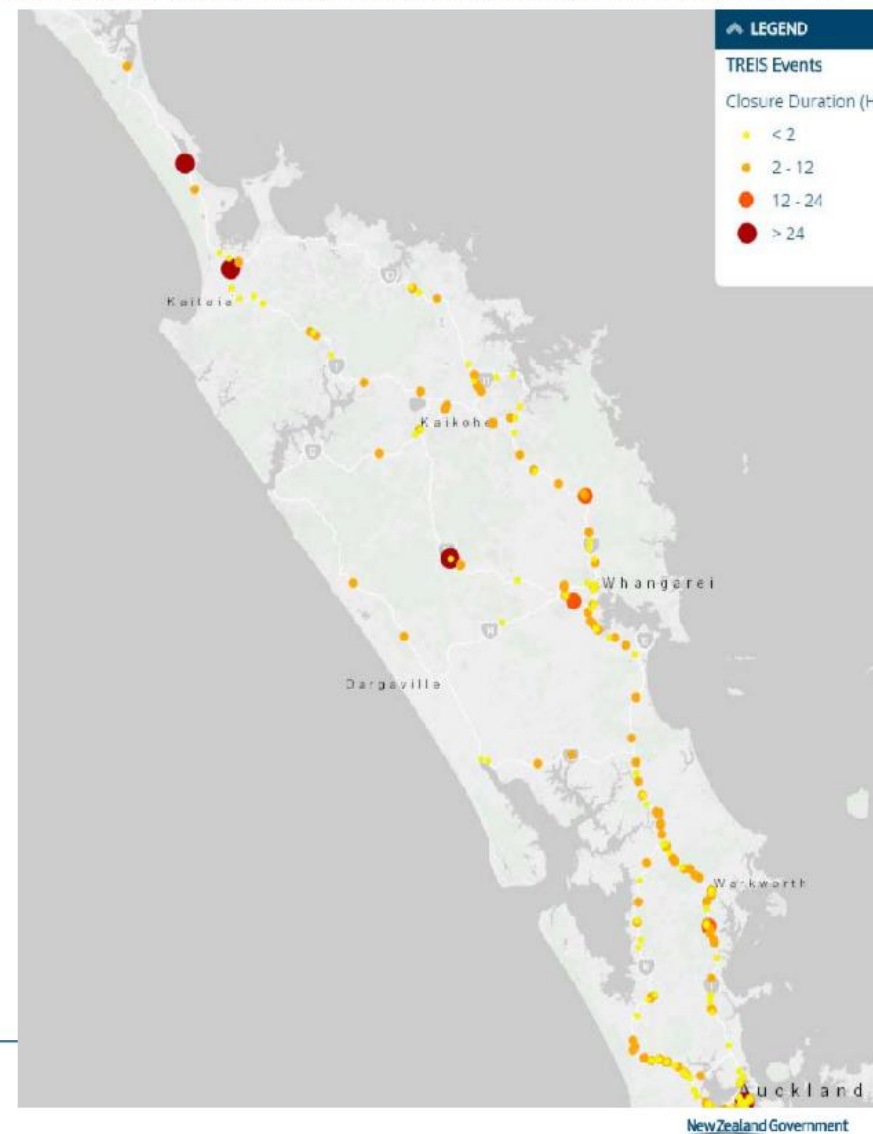 LEGEND
TREIS Events
Closure Duration (H
< 2
2 - 12
12 - 24
> 24
Kaitaia
Kaikohe
Whangarei
Dargaville
Warkworth
Auckland
New Zealand Government